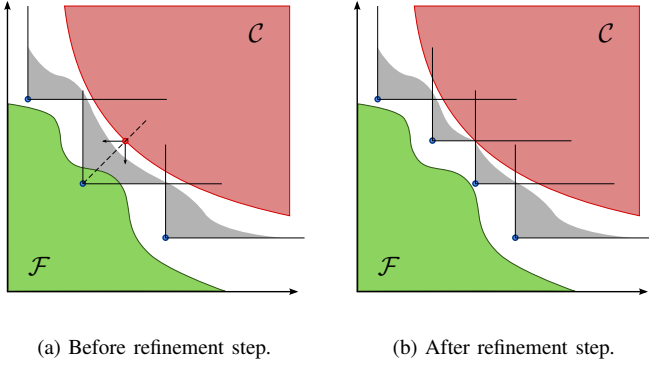 C
C
F
F
(a) Before refinement step.
(b) After refinement step.